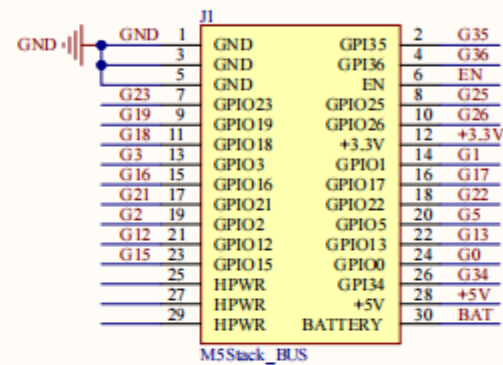 J1
GND GND 1 GND GPI35 2 G35
3 GND GPI36 4 G36
5 GND EN 6 EN
G23 7 GPIO23 GPIO25 8 G25
G19 9 GPIO19 GPIO26 10 G26
G18 11 GPIO18 +3.3V 12 +3.3V
G3 13 GPIO3 GPIO1 14 G1
G16 15 GPIO16 GPIO17 16 G17
G21 17 GPIO21 GPIO22 18 G22
G2 19 GPIO2 GPIO5 20 G5
G12 21 GPIO12 GPIO13 22 G13
G15 23 GPIO15 GPIO0 24 G0
25 HPWR GPI34 26 G34
27 HPWR +5V 28 +5V
29 HPWR BATTERY 30 BAT
M5Stack_BUS